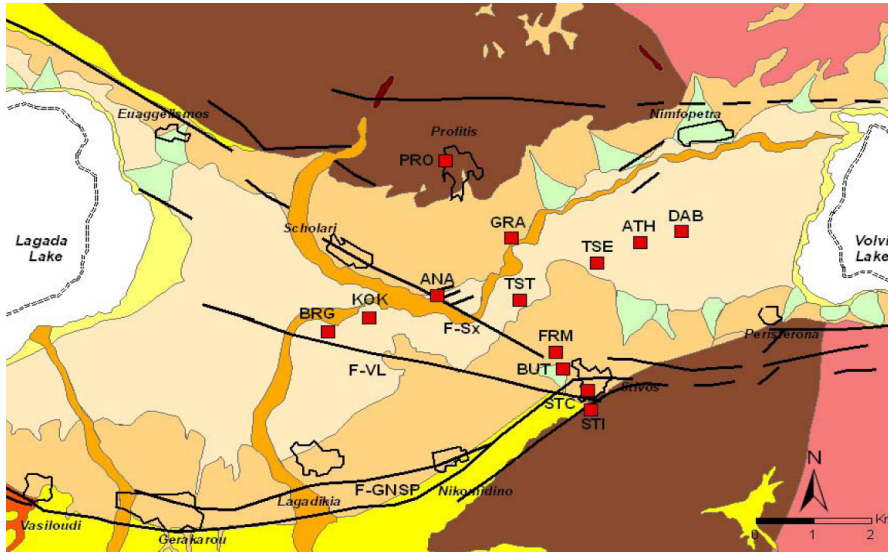 Euaggelismos
Profitis
Nimfopetra
PRO
Scholari
GRA
ATH
DAB
Lagada
Lake
Volvi
Lake
TSE
ANA
TST
KOK
BRG
F-Sx
FRM
Peristerona
F-VL
BUT
Stivos
STC
STI
N
F-GNSP
Nikomidino
Lagadikia
Vasiloudi
Gerakarou
0 1 2
Km